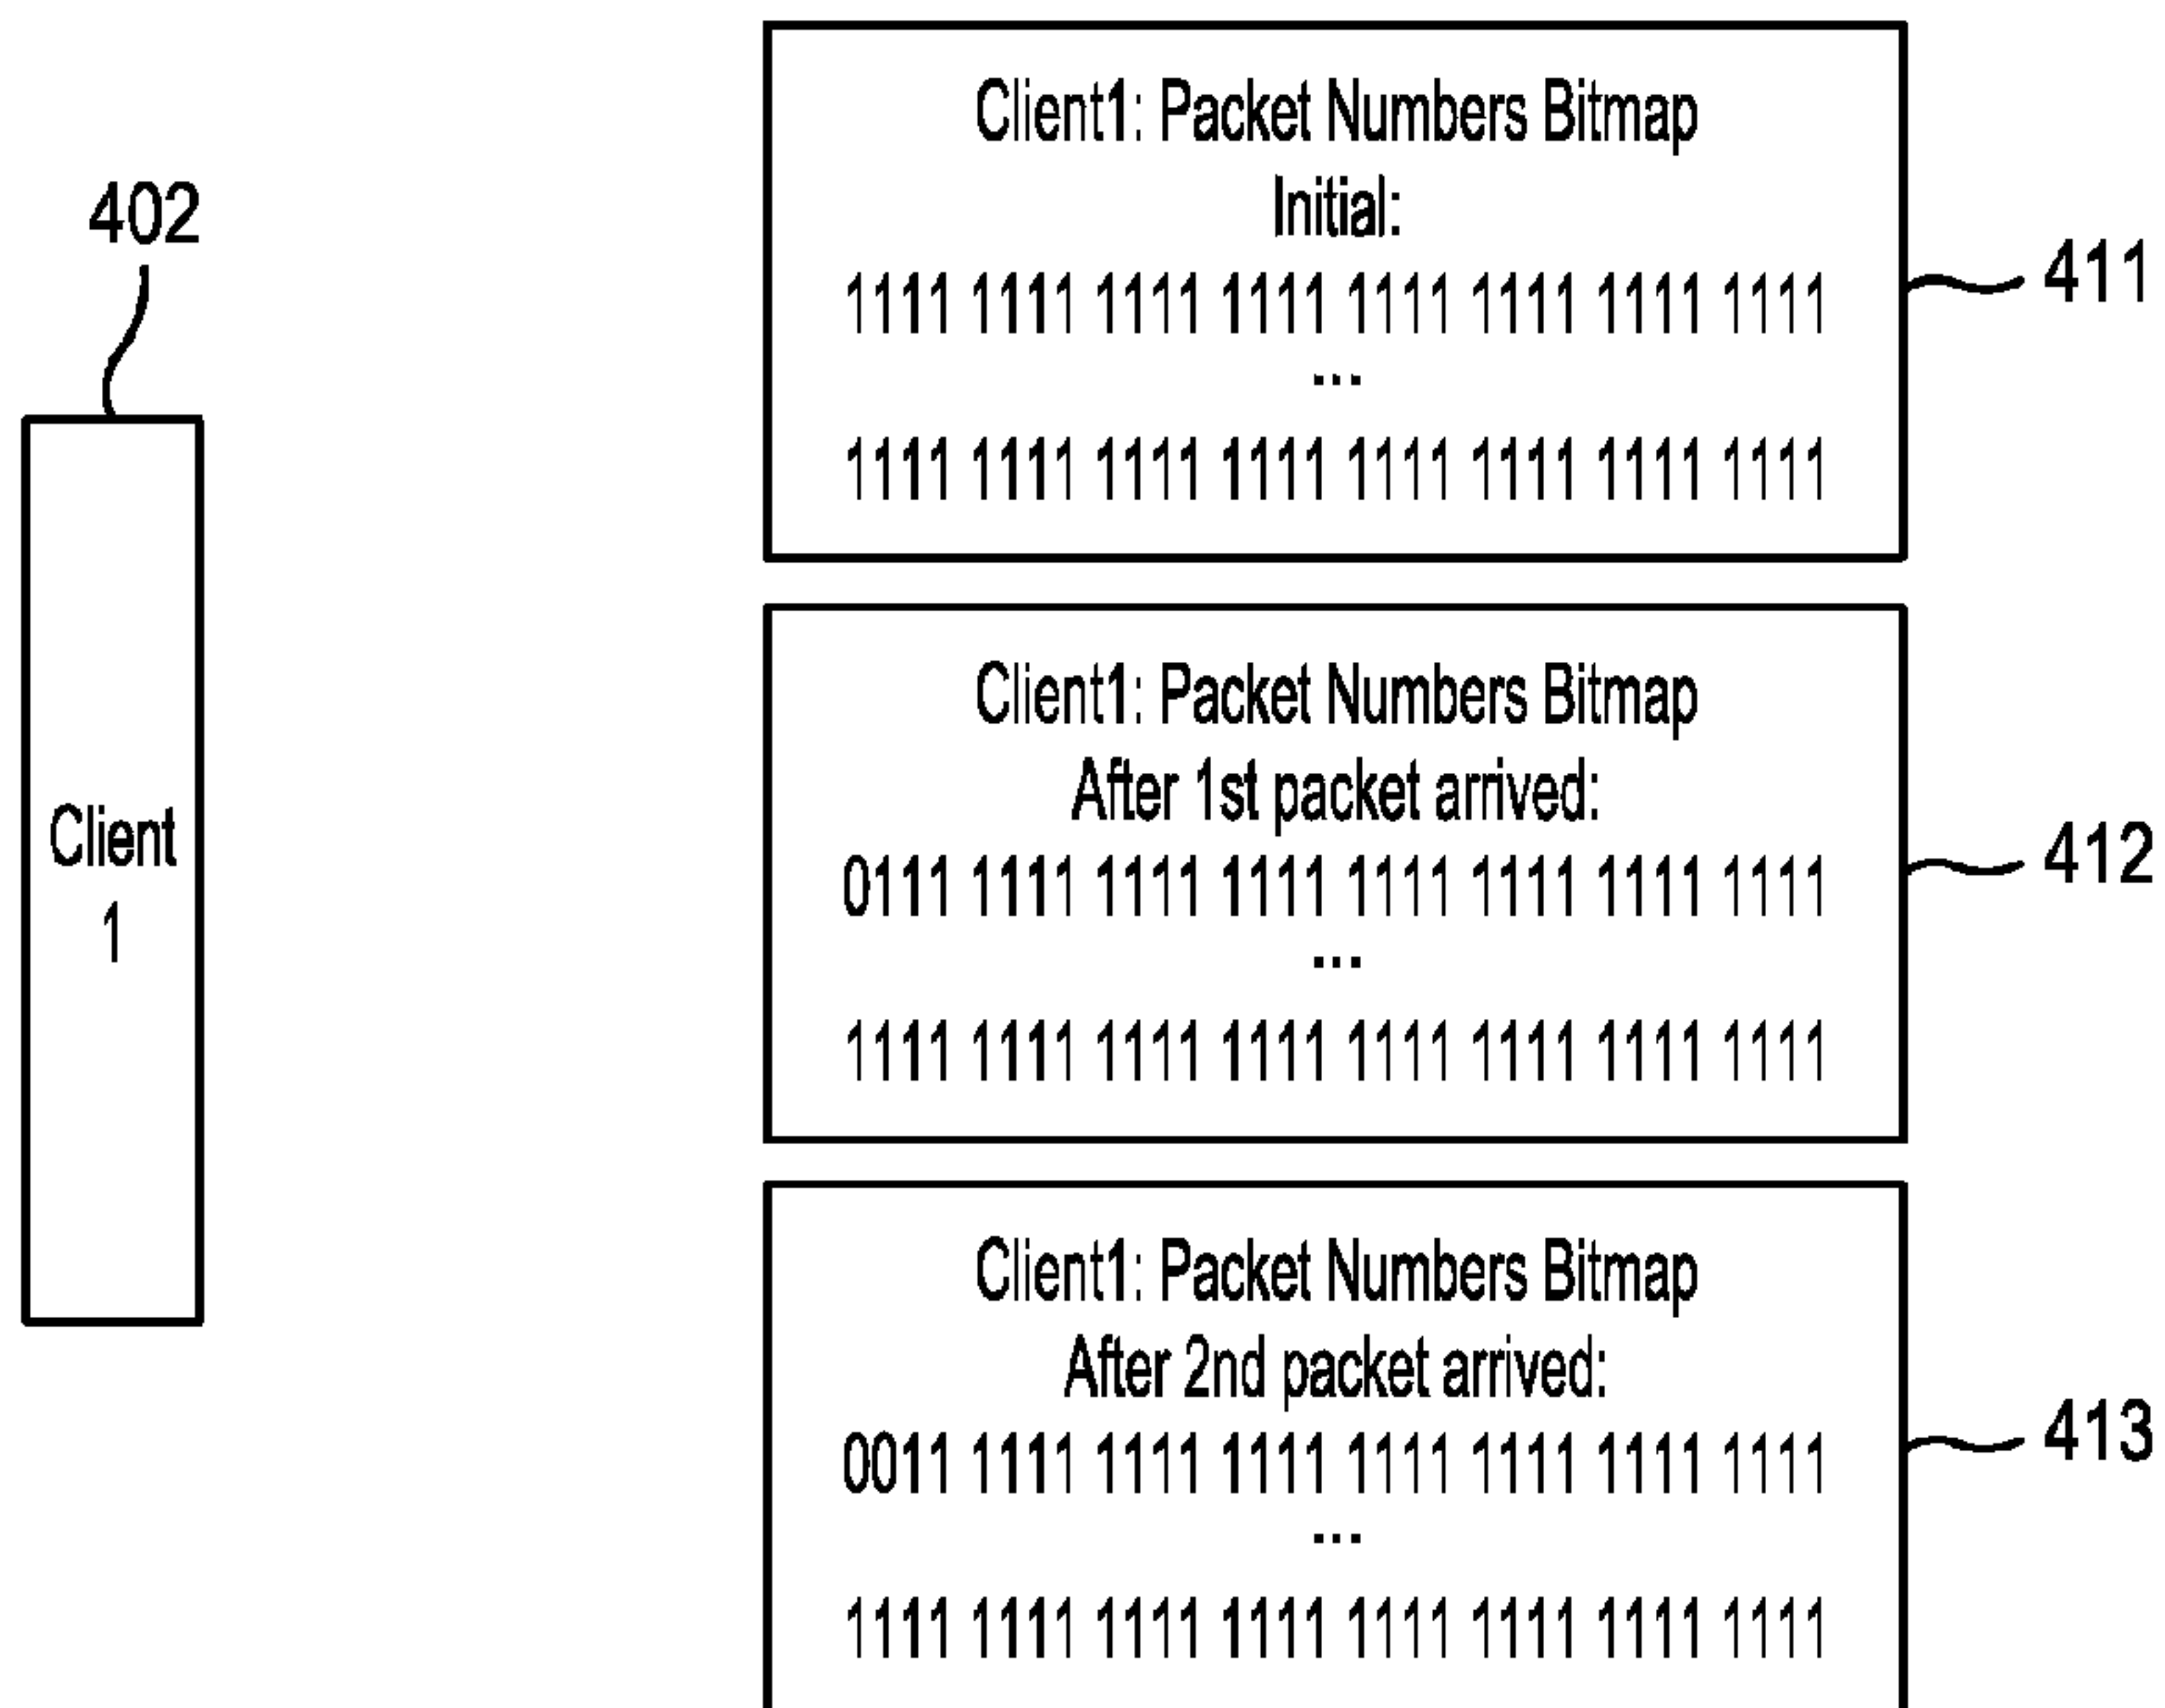 402
Client
1
Client1: Packet Numbers Bitmap
Initial:
1111 1111 1111 1111 1111 1111 1111 1111
...
1111 1111 1111 1111 1111 1111 1111 1111
411
Client1: Packet Numbers Bitmap
After 1st packet arrived:
0111 1111 1111 1111 1111 1111 1111 1111
...
1111 1111 1111 1111 1111 1111 1111 1111
412
Client1: Packet Numbers Bitmap
After 2nd packet arrived:
0011 1111 1111 1111 1111 1111 1111 1111
...
1111 1111 1111 1111 1111 1111 1111 1111
413